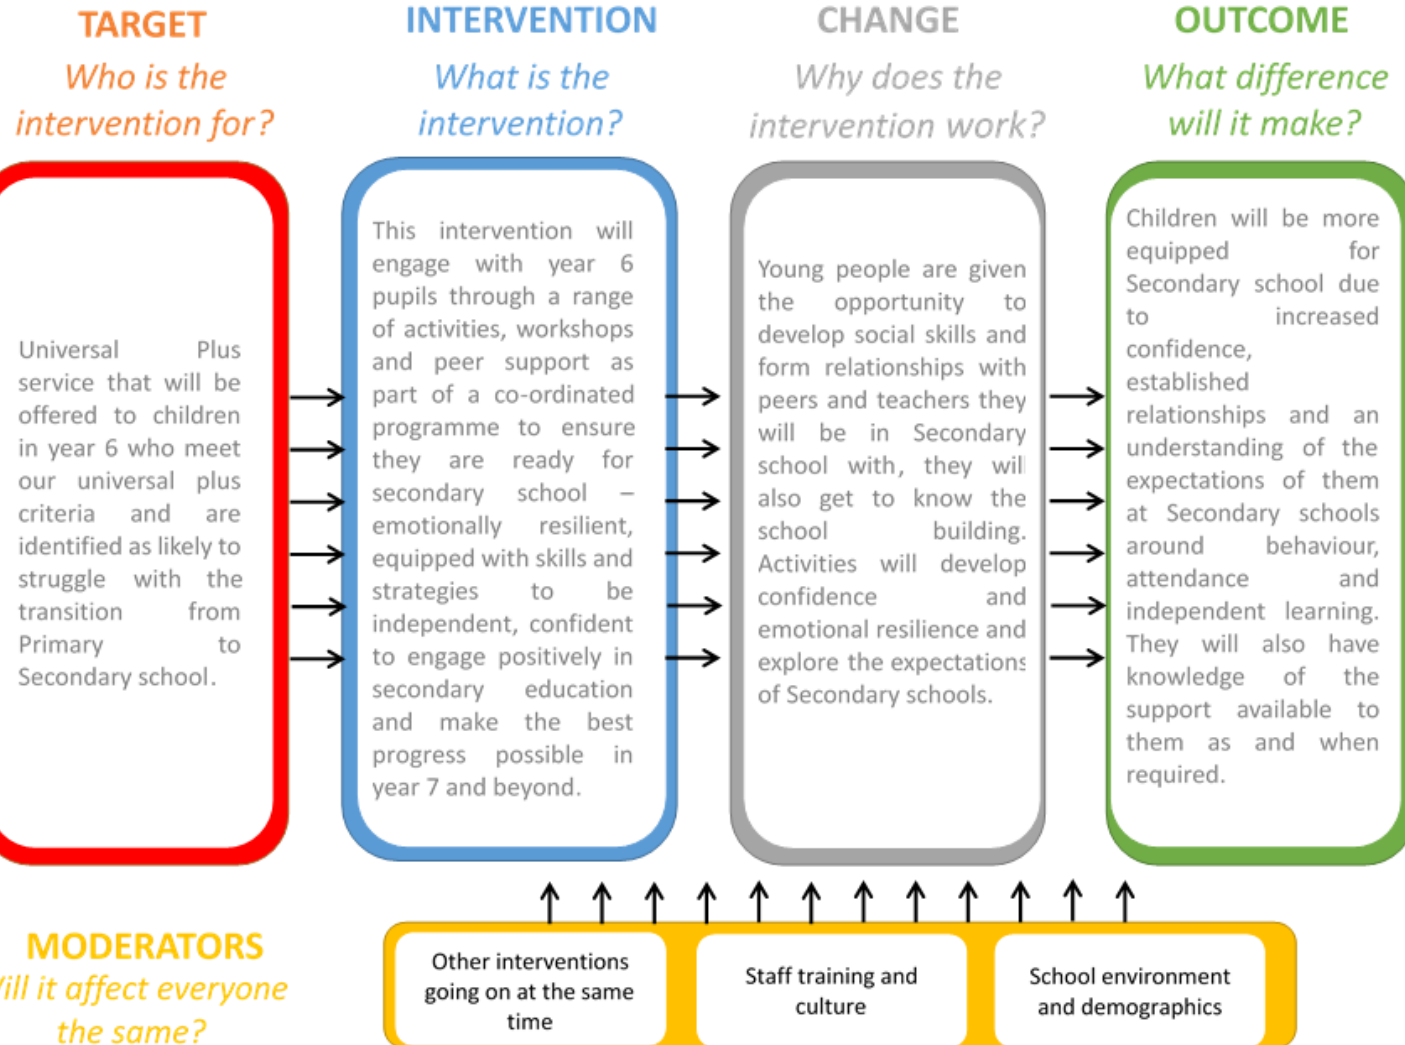 TARGET
Who is the
intervention for?
INTERVENTION
What is the
intervention?
CHANGE
Why does the
intervention work?
OUTCOME
What difference
will it make?
Universal Plus
service that will be
offered to children
in year 6 who meet
our universal plus
criteria and are
identified as likely to
struggle with the
transition from
Primary to
Secondary school.
This intervention will
engage with year 6
pupils through a range
of activities, workshops
and peer support as
part of a co-ordinated
programme to ensure
they are ready for
secondary school –
emotionally resilient,
equipped with skills and
strategies to be
independent, confident
to engage positively in
secondary education
and make the best
progress possible in
year 7 and beyond.
Young people are given
the opportunity to
develop social skills and
form relationships with
peers and teachers they
will be in Secondary
school with, they will
also get to know the
school building.
Activities will develop
confidence and
emotional resilience and
explore the expectations
of Secondary schools.
Children will be more
equipped for
Secondary school due
to increased
confidence,
established
relationships and an
understanding of the
expectations of them
at Secondary schools
around behaviour,
attendance and
independent learning.
They will also have
knowledge of the
support available to
them as and when
required.
MODERATORS
Will it affect everyone
the same?
Other interventions
going on at the same
time
Staff training and
culture
School environment
and demographics